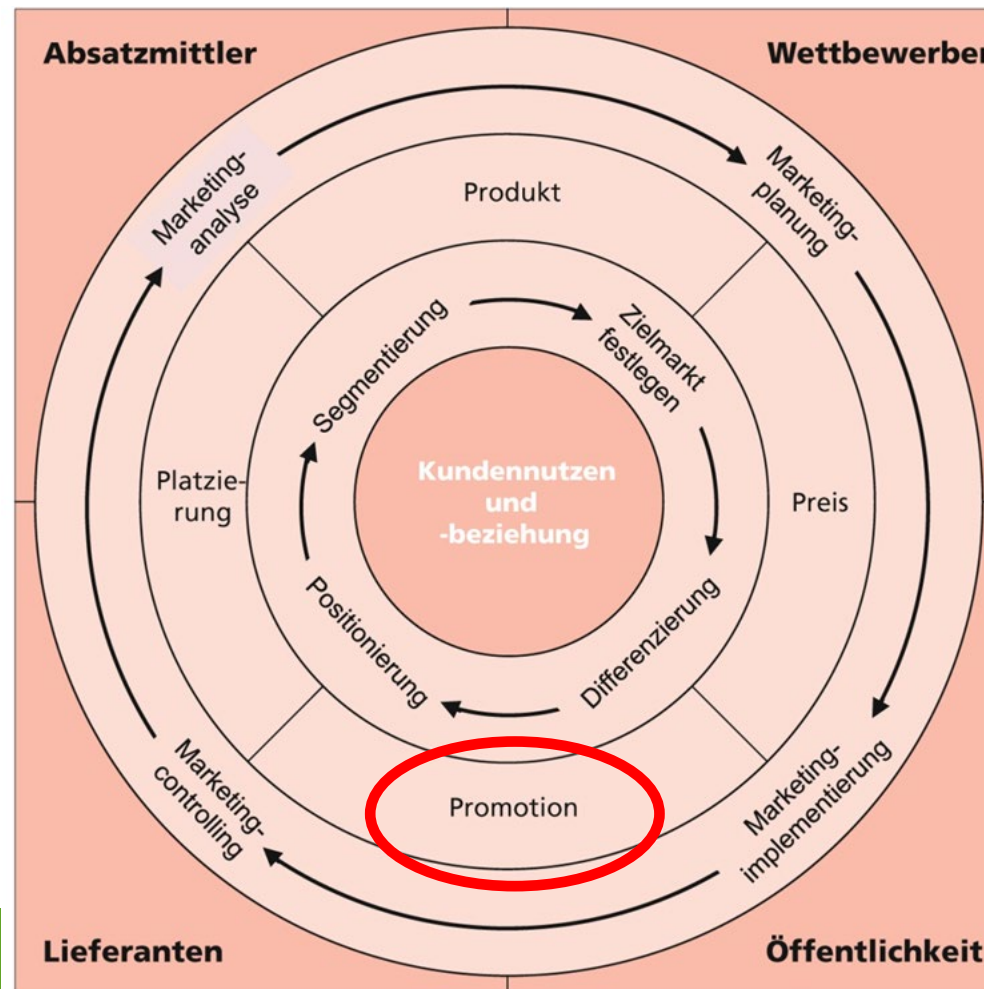 Absatzmittler
Wettbewerber
Marketing-
analyse
Marketing-
planung
Produkt
Segmentierung
Zielmarkt
festlegen
Platzie-
rung
Kundennutzen
und
-beziehung
Preis
Positionierung
Differenzierung
Marketing-
controlling
Promotion
Marketing-
implementierung
Lieferanten
Öffentlichkeit